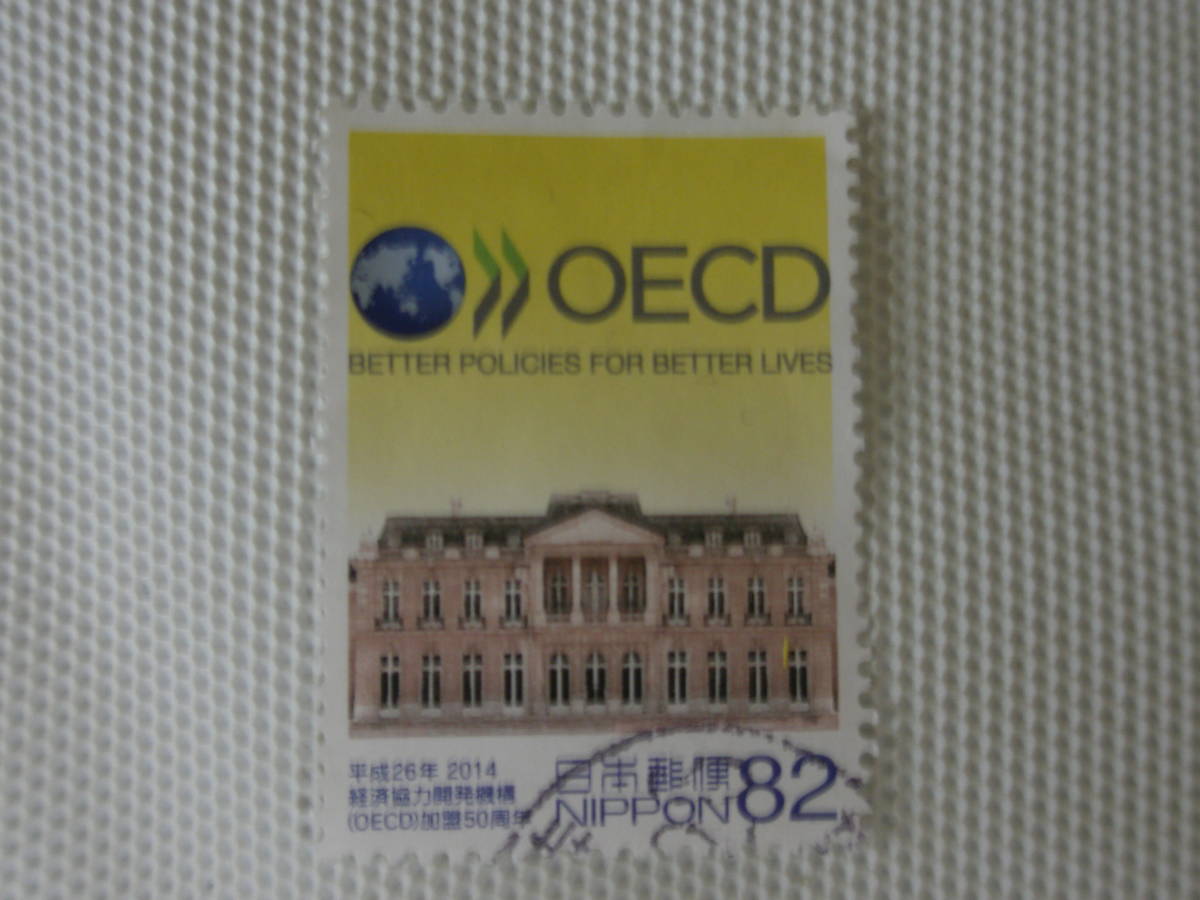 OECD
BETTER POLICIES FOR BETTER LIVES
平成26年 2014
経済協力開発機構
(OECD)加盟50周年
日本郵便
NIPPON 82